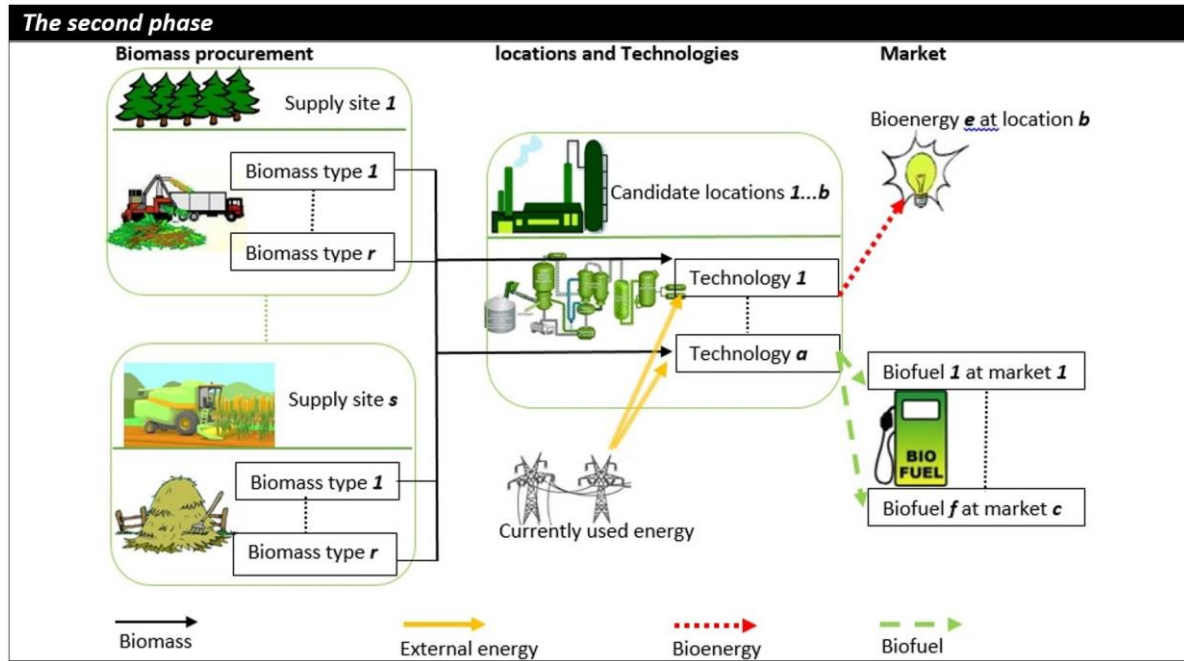 The second phase
Biomass procurement
locations and Technologies
Market
Supply site 1
Biomass type 1
Biomass type r
Supply site s
Biomass type 1
Biomass type r
Candidate locations 1...b
Technology 1
Technology a
Currently used energy
Bioenergy e at location b
Biofuel 1 at market 1
BIO
FUEL
Biofuel f at market c
Biomass
External energy
Bioenergy
Biofuel